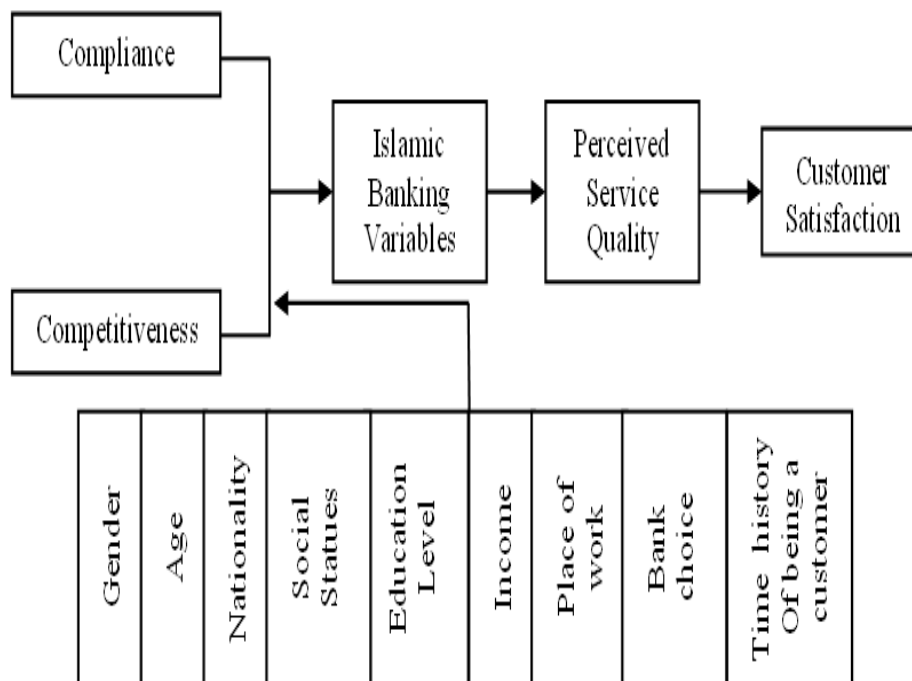 Compliance
Islamic
Banking
Variables
Perceived
Service
Quality
Customer
Satisfaction
Competitiveness
Gender
Age
Nationality
Social
Statues
Education
Level
Income
Place of
work
Bank
choice
Time history
Of being a
customer